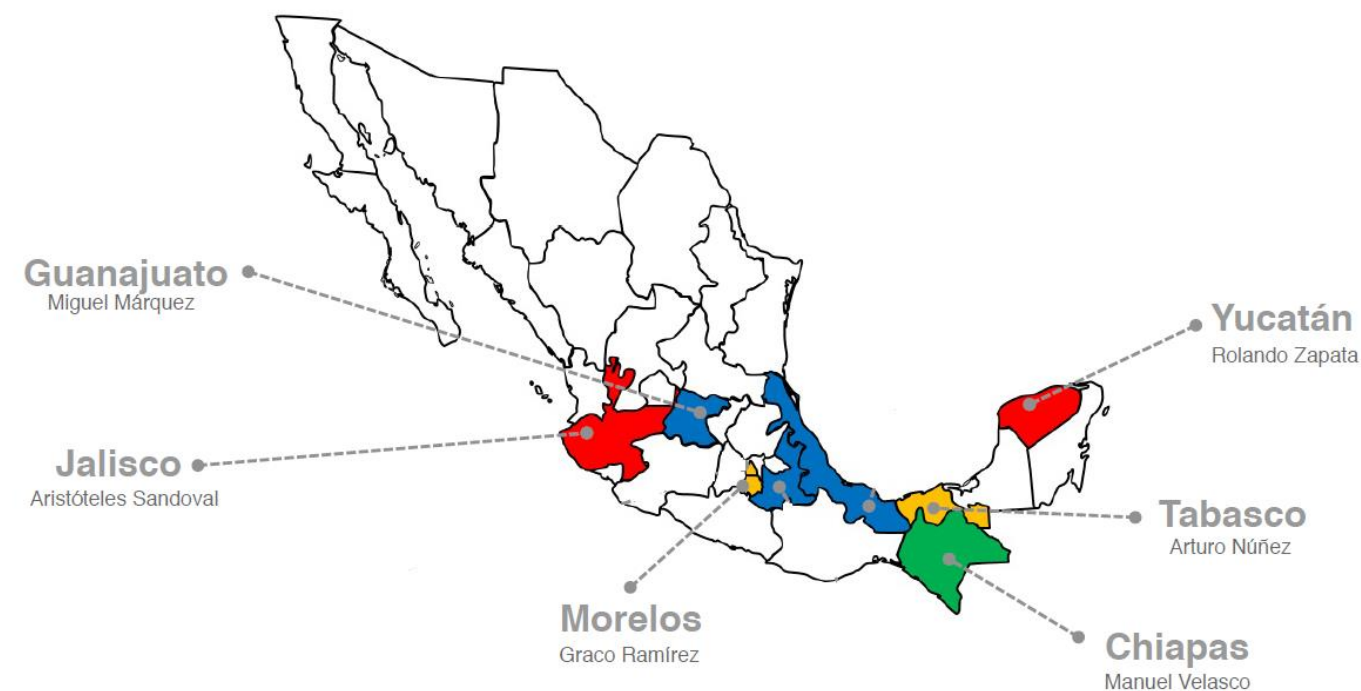 Guanajuato
Miguel Márquez
Yucatán
Rolando Zapata
Jalisco
Aristóteles Sandoval
Tabasco
Arturo Núñez
Morelos
Graco Ramírez
Chiapas
Manuel Velasco